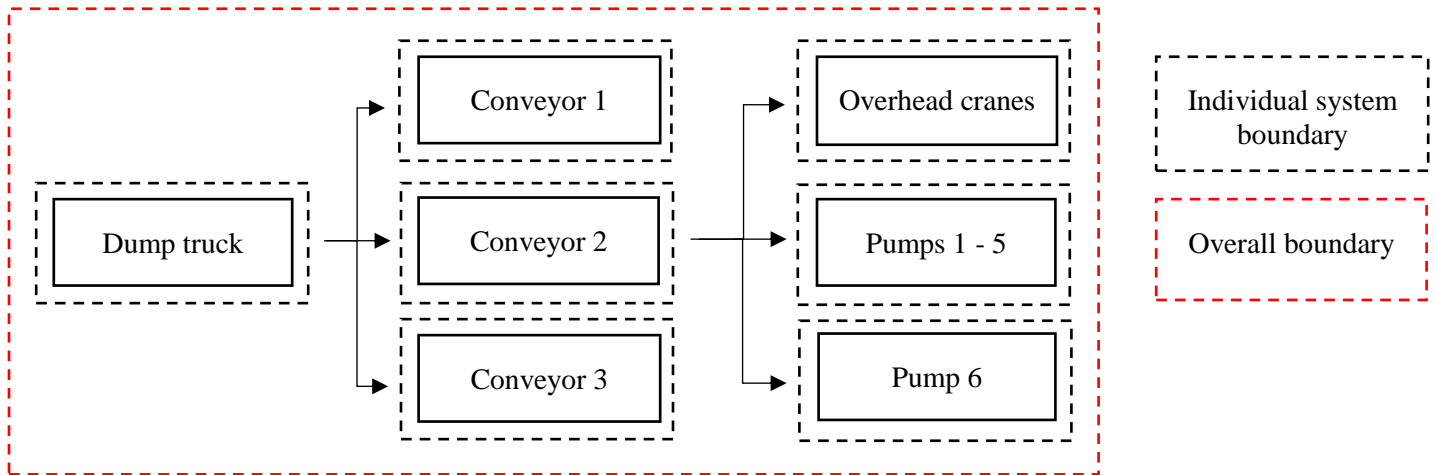 Conveyor 1
Overhead cranes
Individual system
boundary
Dump truck
Conveyor 2
Pumps 1 - 5
Overall boundary
Conveyor 3
Pump 6